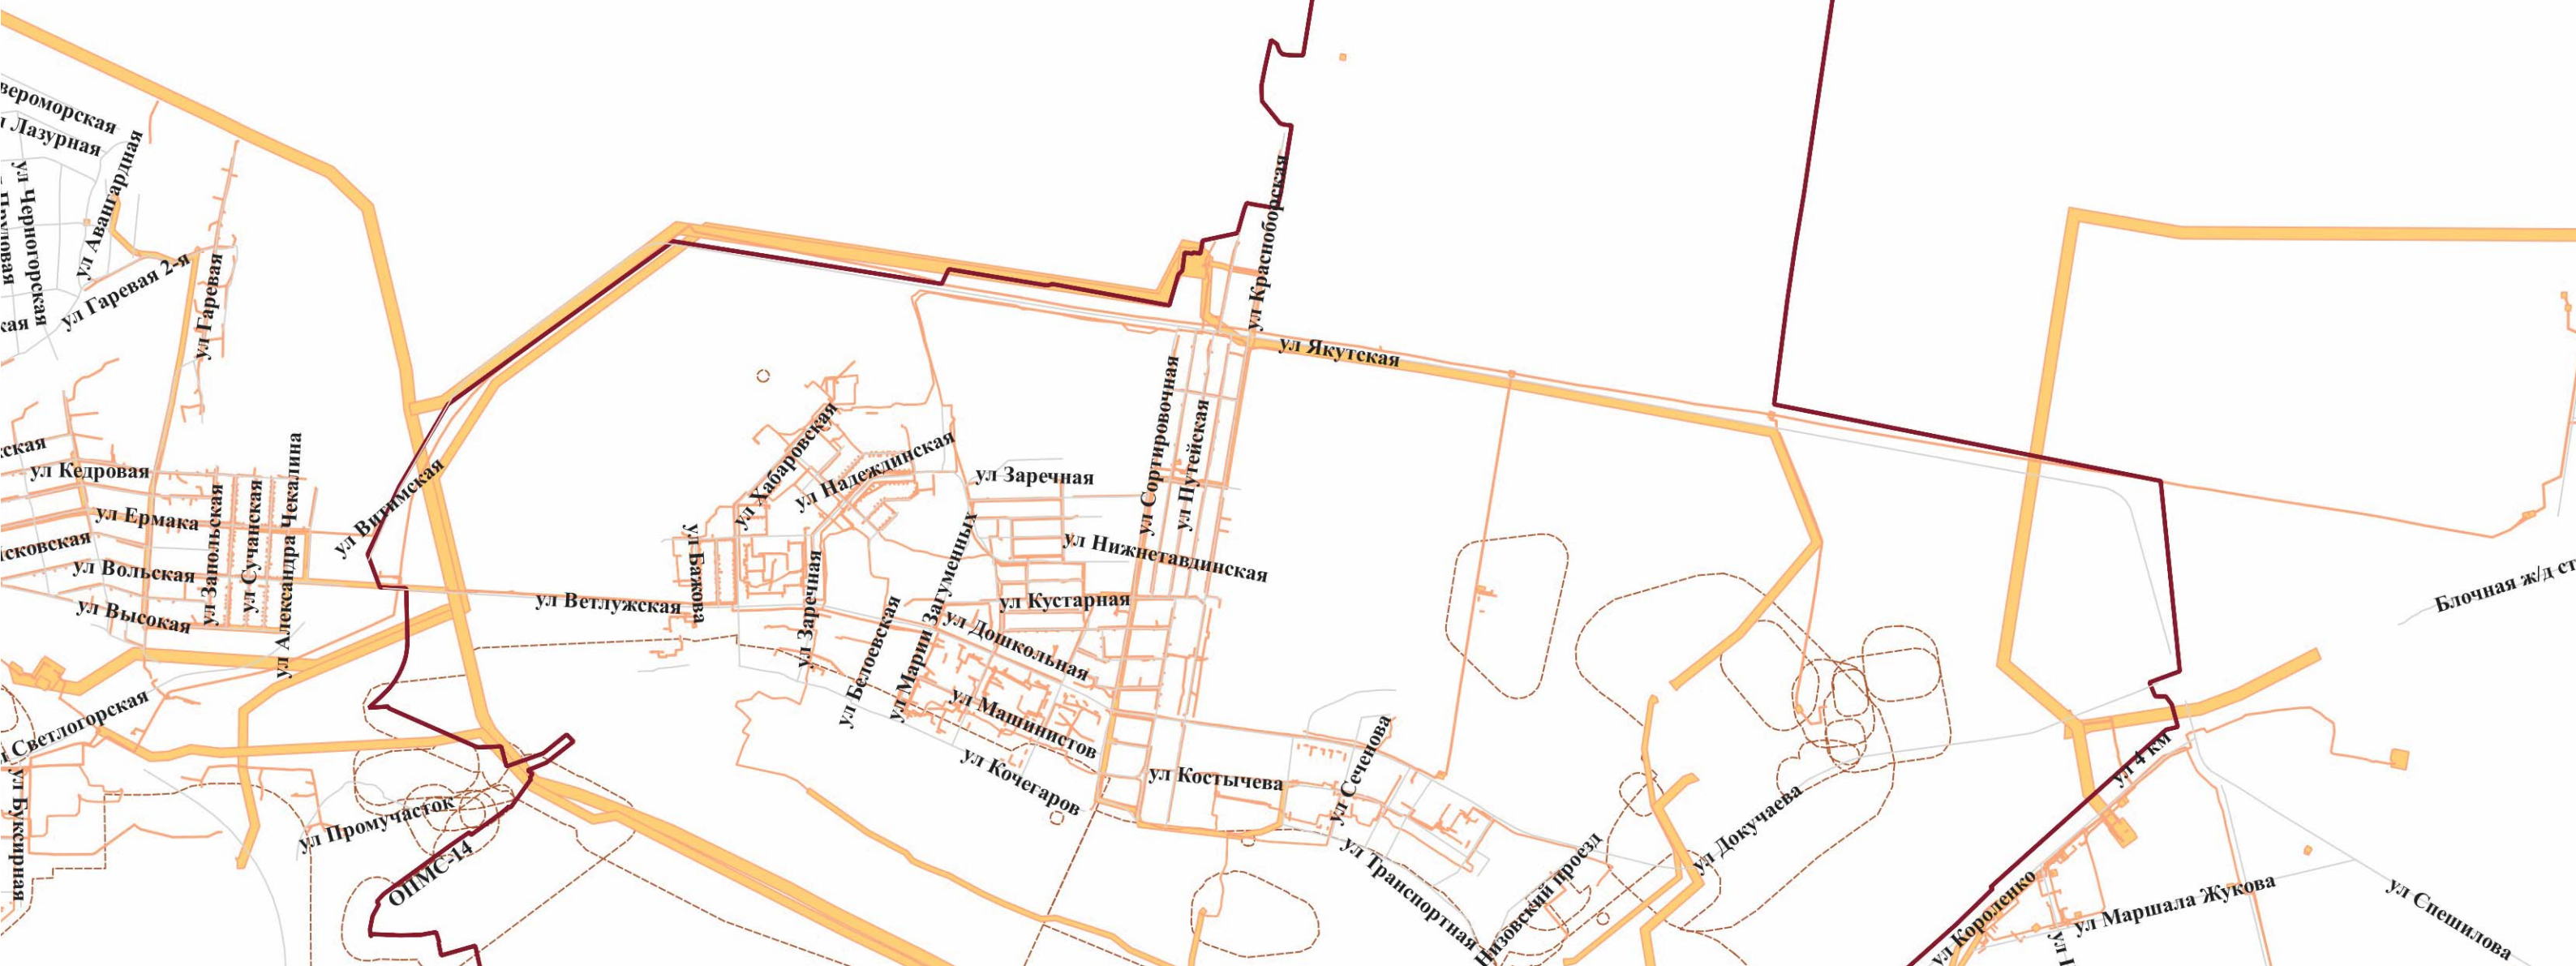 ул Авангардная
ул Черногорская
ул Гаревая 2-я
ул Гаревая
ул Красноборская
ул Якутская
ул Кедровая
ул Ермака
ул Вольская
ул Высокая
ул Запольская
ул Сучанская
ул Александра Чекалина
ул Витимская
ул Хабаровская
ул Надеждинская
ул Заречная
ул Сортировочная
ул Путейская
ул Нижнетавдинская
ул Бажова
ул Ветлужская
ул Заречная
ул Белоевская
ул Марии Загуменных
ул Кустарная
ул Дошкольная
ул Машинистов
ул Кочегаров
ул Костычева
ул Сеченова
ул Транспортная
Низовский проезд
ул Докучаева
Блочная ж/д ст
ул 4 км
ул Короленко
ул Маршала Жукова
ул Спешилова
Светлогорская
ул Буксирная
ул Промучасток
ОПМС-14
Лазурная